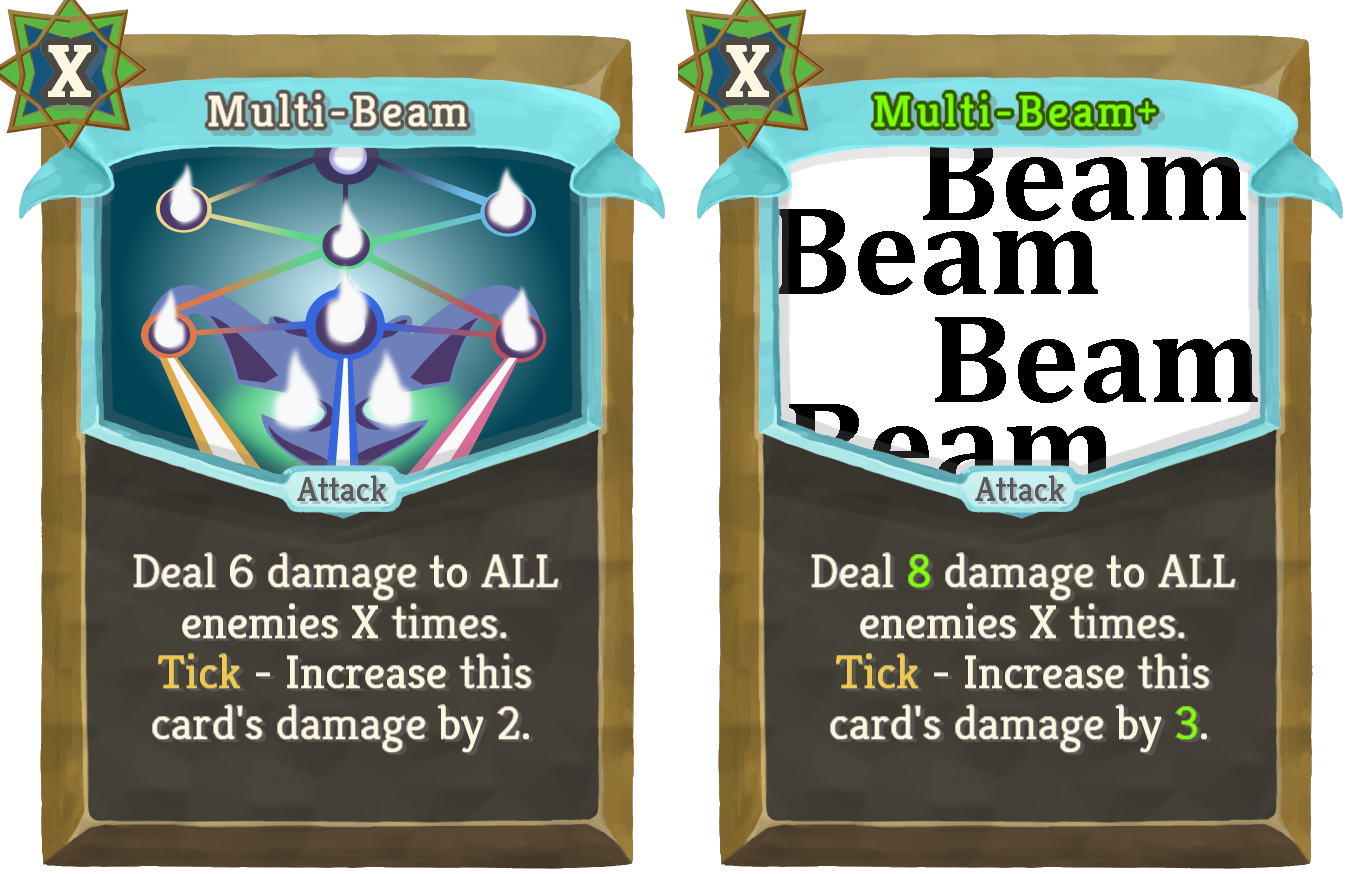 X
Multi-Beam
Attack
Deal 6 damage to ALL
enemies X times.
Tick - Increase this
card's damage by 2.
X
Multi-Beam+
Beam
Beam
Beam
Beam
Attack
Deal 8 damage to ALL
enemies X times.
Tick - Increase this
card's damage by 3.